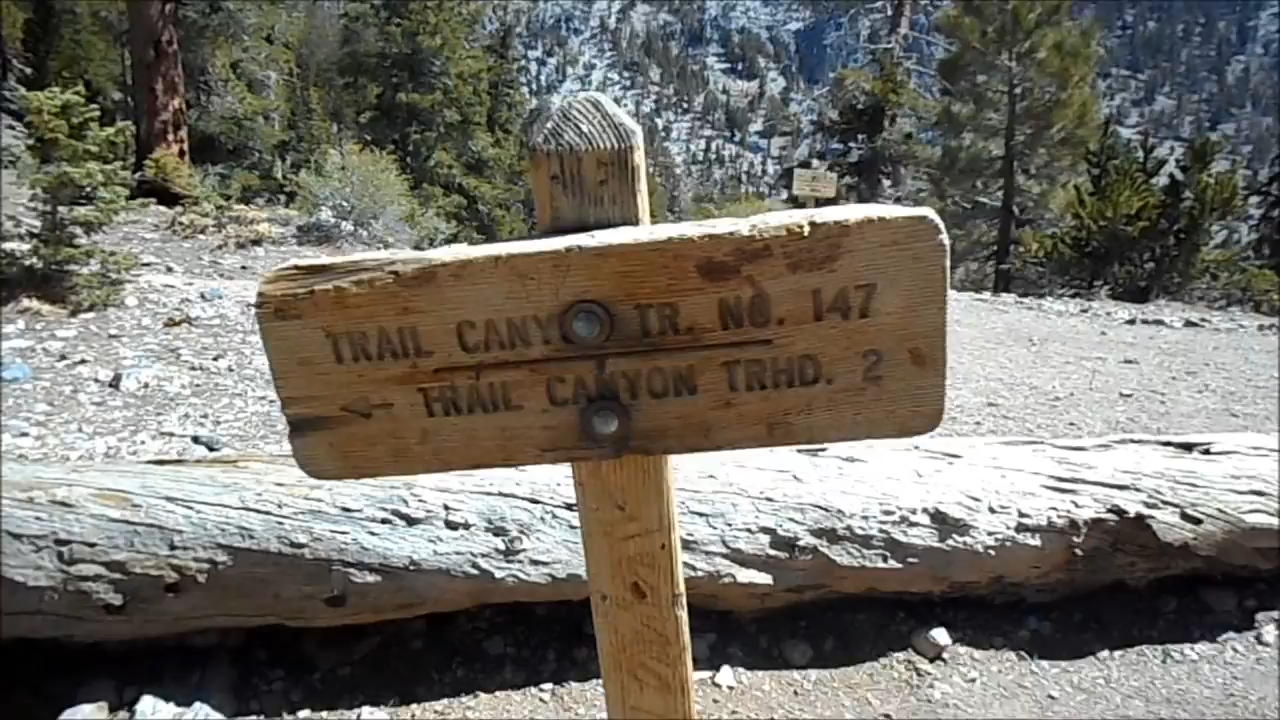 TRAIL CANYON TR. NO. 147
← TRAIL CANYON TRHD. 2